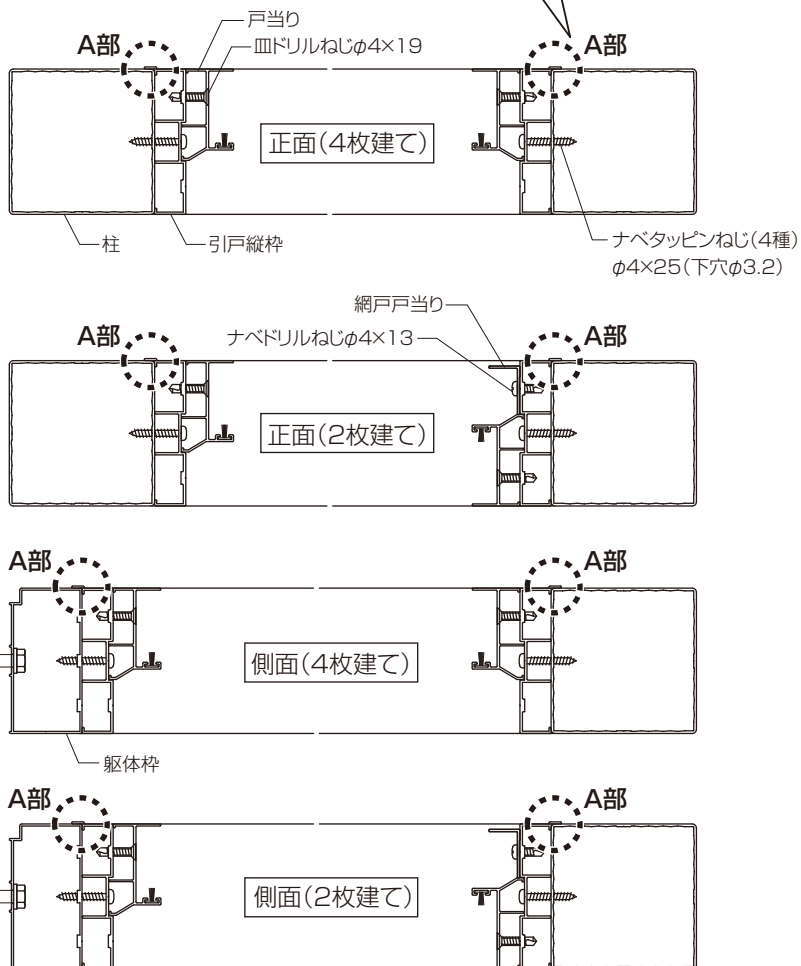 戸当り
A部
皿ドリルねじφ4×19
A部
正面(4枚建て)
柱
引戸縦枠
ナベタッピンねじ(4種)
φ4×25(下穴φ3.2)
網戸戸当り
A部
ナベドリルねじφ4×13
A部
正面(2枚建て)
A部
A部
側面(4枚建て)
躯体枠
A部
A部
側面(2枚建て)